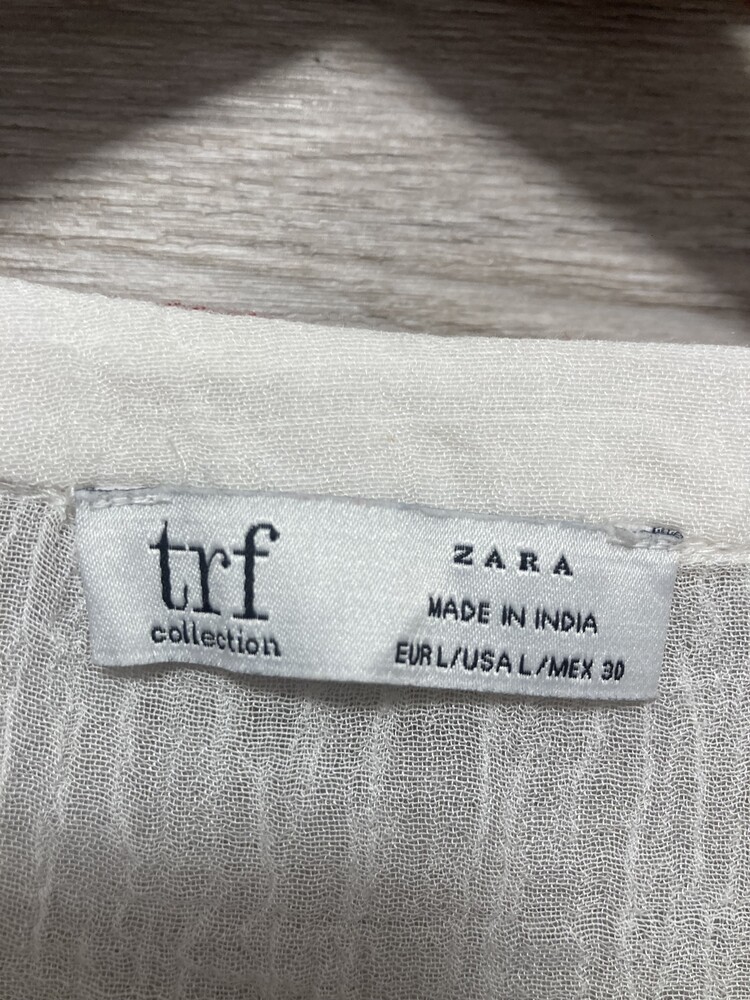 trf
collection
ZARA
MADE IN INDIA
EUR L/USA L/MEX 30